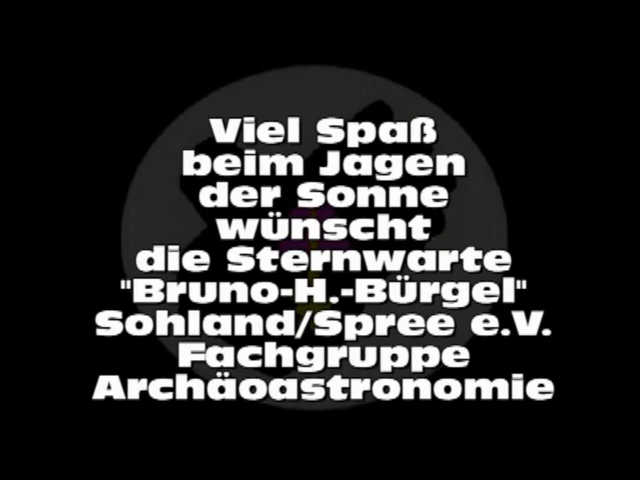 Viel Spaß
beim Jagen
der Sonne
wünscht
die Sternwarte
"Bruno-H.-Bürgel"
Sohland/Spree e.V.
Fachgruppe
Archäoastronomie